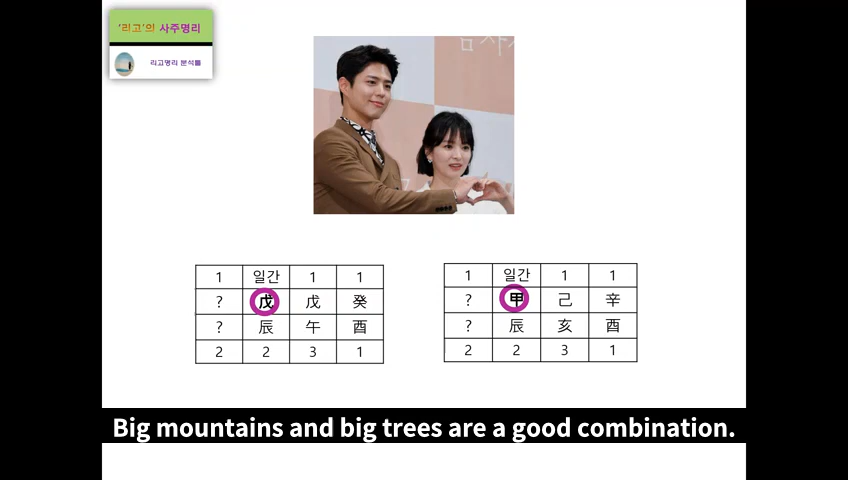 '리고'의 사주명리
리고명리 분석틀
1 일간 1 1
? 戊 戊 癸
? 辰 午 酉
2 2 3 1
1 일간 1 1
? 甲 己 辛
? 辰 亥 酉
2 2 3 1
Big mountains and big trees are a good combination.